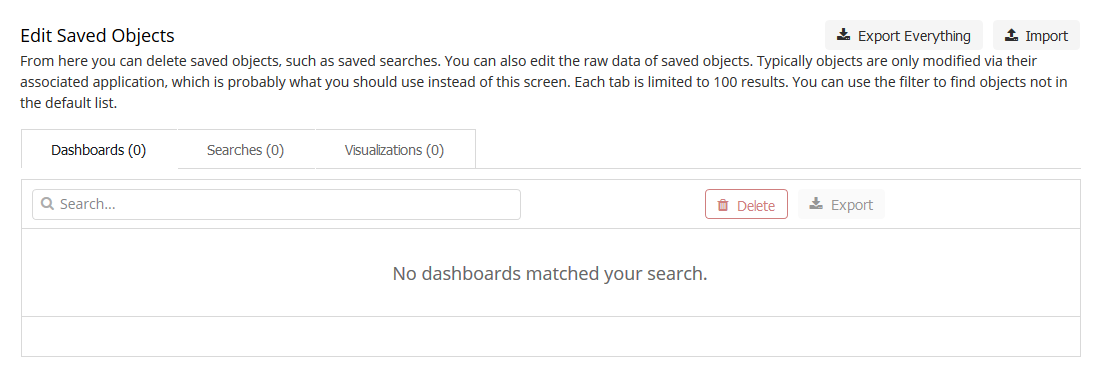 Edit Saved Objects
Export Everything
Import
From here you can delete saved objects, such as saved searches. You can also edit the raw data of saved objects. Typically objects are only modified via their
associated application, which is probably what you should use instead of this screen. Each tab is limited to 100 results. You can use the filter to find objects not in
the default list.
Dashboards (0)
Searches (0)
Visualizations (0)
Search...
Delete
Export
No dashboards matched your search.